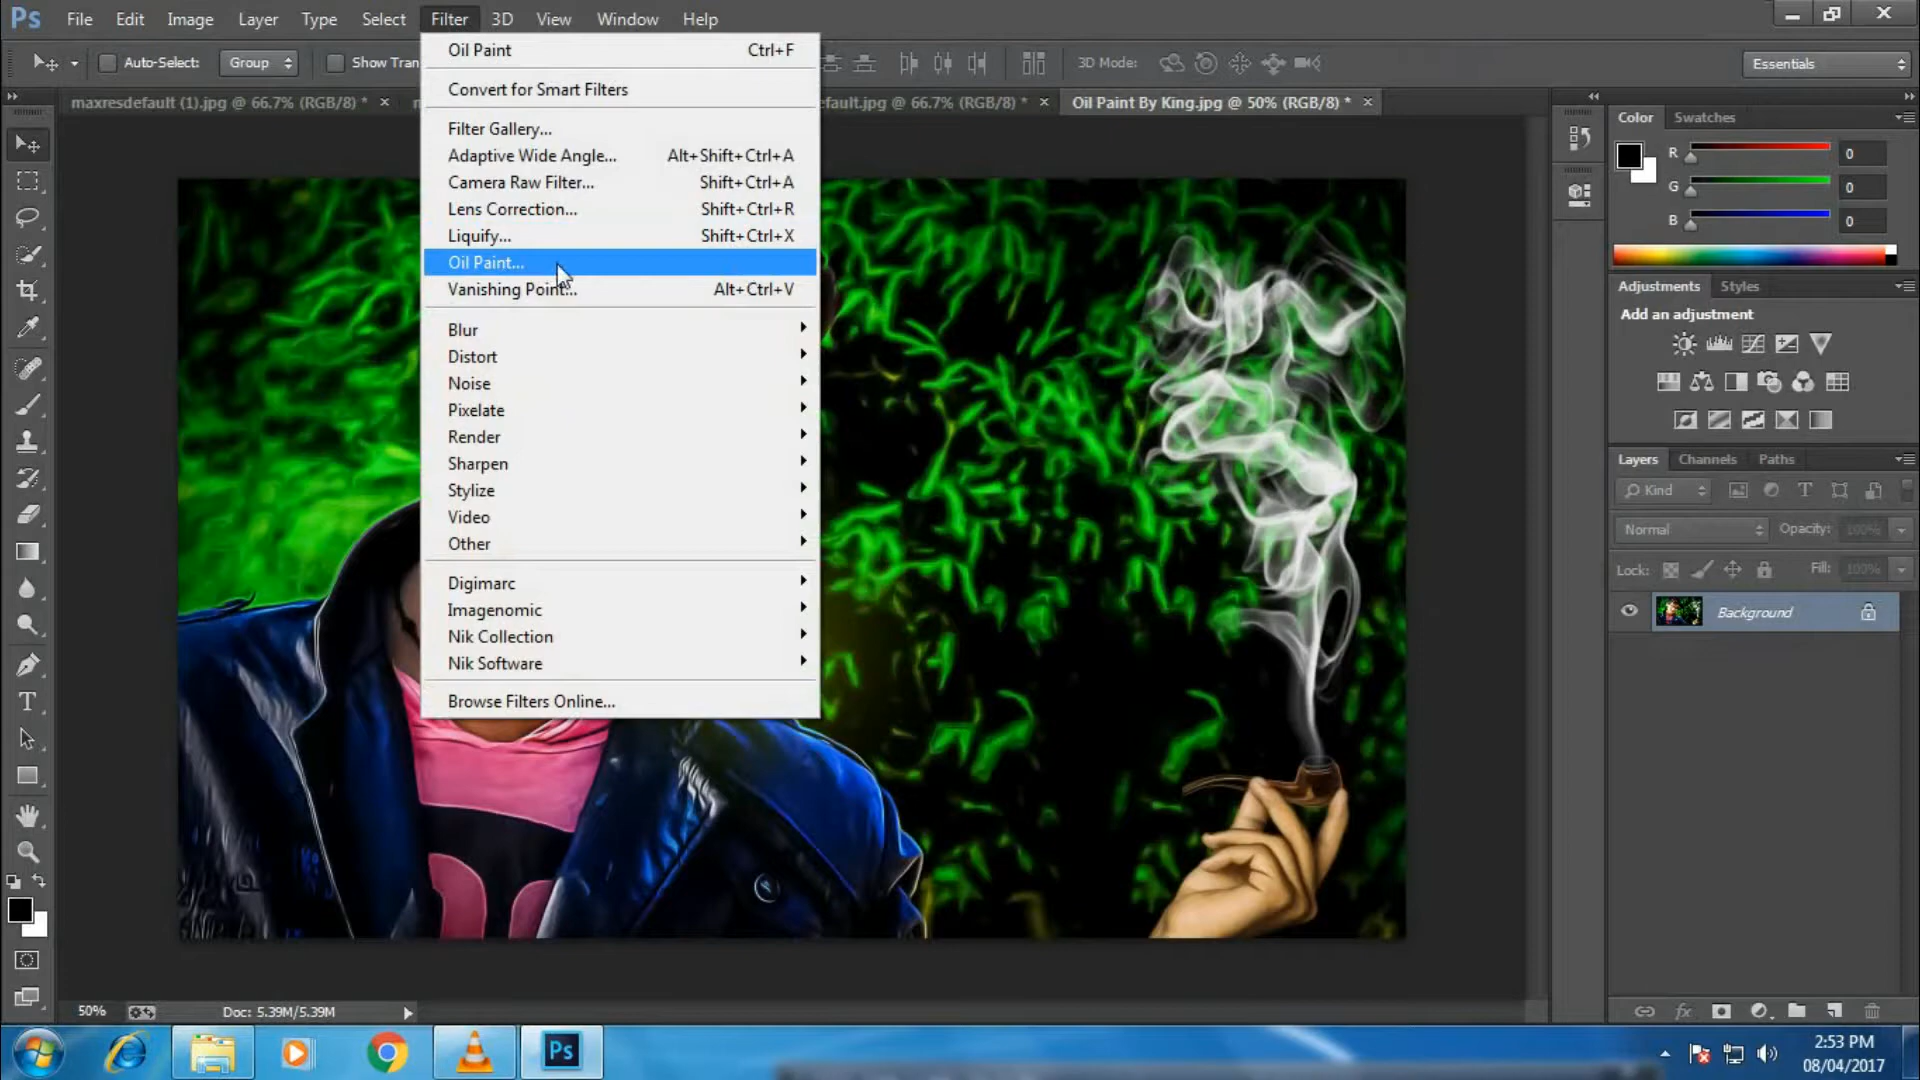 Ps File Edit Image Layer Type Select Filter 3D View Window Help
Auto-Select: Group Show Tran 3D Mode: Essentials
maxresdefault (1).jpg @ 66.7% (RGB/8) * × fault.jpg @ 66.7% (RGB/8) * × Oil Paint By King.jpg @ 50% (RGB/8) * ×
Oil Paint Ctrl+F
Convert for Smart Filters
Filter Gallery...
Adaptive Wide Angle... Alt+Shift+Ctrl+A
Camera Raw Filter... Shift+Ctrl+A
Lens Correction... Shift+Ctrl+R
Liquify... Shift+Ctrl+X
Oil Paint...
Vanishing Point... Alt+Ctrl+V
Blur
Distort
Noise
Pixelate
Render
Sharpen
Stylize
Video
Other
Digimarc
Imagenomic
Nik Collection
Nik Software
Browse Filters Online...
Color Swatches
R 0
G 0
B 0
Adjustments Styles
Add an adjustment
Layers Channels Paths
Kind
Normal Opacity: 100%
Lock: Fill: 100%
Background
50% Doc: 5.39M/5.39M
Ps
2:53 PM
08/04/2017